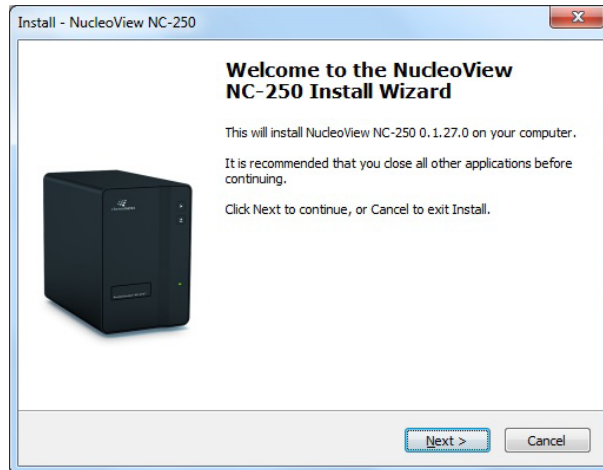 Install - NucleoView NC-250
Welcome to the NucleoView
NC-250 Install Wizard
This will install NucleoView NC-250 0.1.27.0 on your computer.
It is recommended that you close all other applications before
continuing.
Click Next to continue, or Cancel to exit Install.
Next >
Cancel